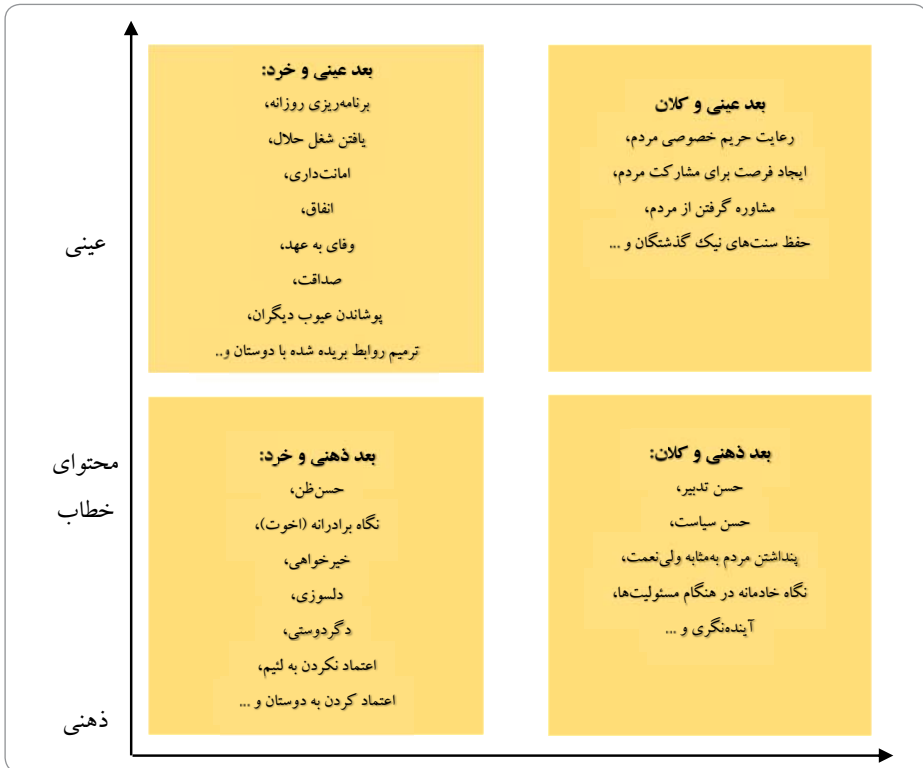 بعد عینی و خرد:
برنامه‌ریزی روزانه،
یافتن شغل حلال،
امانت‌داری،
انفاق،
وفای به عهد،
صداقت،
پوشاندن عیوب دیگران،
ترمیم روابط بریده شده با دوستان و..
بعد عینی و کلان
رعایت حریم خصوصی مردم،
ایجاد فرصت برای مشارکت مردم،
مشاوره گرفتن از مردم،
حفظ سنت‌های نیک گذشتگان و ...
عینی
محتوای
خطاب
ذهنی
بعد ذهنی و خرد:
حسن‌ظن،
نگاه برادرانه (اخوت)،
خیرخواهی،
دلسوزی،
دگردوستی،
اعتماد نکردن به لئیم،
اعتماد کردن به دوستان و ...
بعد ذهنی و کلان:
حسن تدبیر،
حسن سیاست،
پنداشتن مردم به‌مثابه ولی‌نعمت،
نگاه خادمانه در هنگام مسئولیت‌ها،
آینده‌نگری و ...